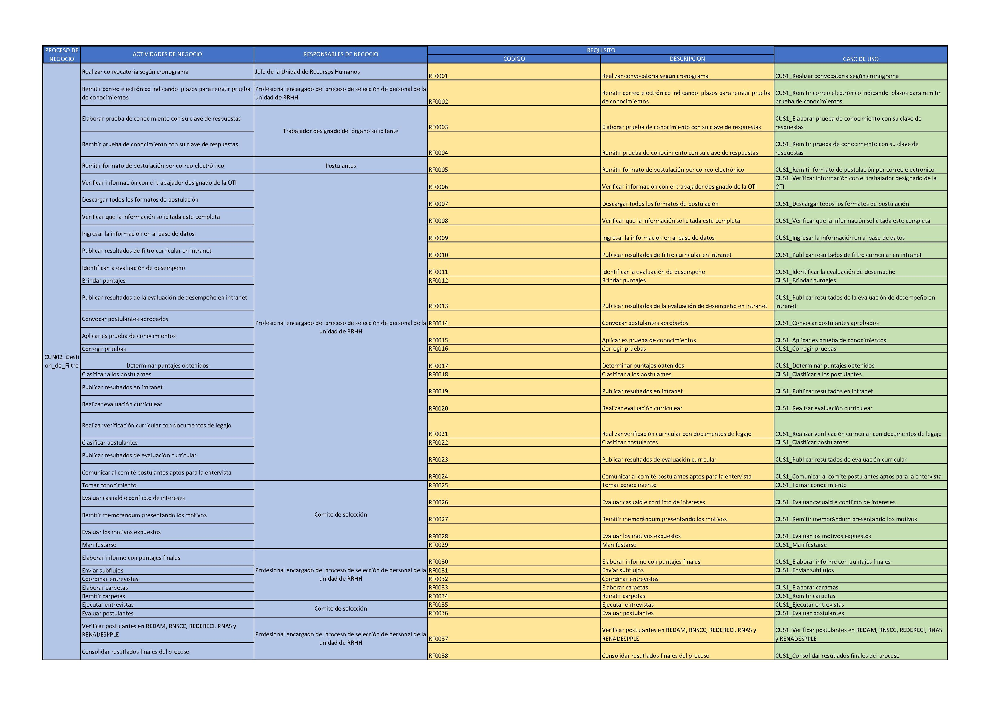 PROCESO DE
NEGOCIO
ACTIVIDADES DE NEGOCIO
RESPONSABLES DE NEGOCIO
REQUISITO
CODIGO
DESCRIPCION
CASO DE USO
CUN02_Gesti
on_de_Filtro
Realizar convocatoria según cronograma
Jefe de la Unidad de Recursos Humanos
RF0001
Realizar convocatoria según cronograma
CUS1_Realizar convocatoria según cronograma
Remitir correo electrónico indicando  plazos para remitir prueba
de conocimientos
Profesional encargado del proceso de selección de personal de la
unidad de RRHH
RF0002
Remitir correo electrónico indicando  plazos para remitir prueba
de conocimientos
CUS1_Remitir correo electrónico indicando  plazos para remitir
prueba de conocimientos
Elaborar prueba de conocimiento con su clave de respuestas
Trabajador designado del órgano solicitante
RF0003
Elaborar prueba de conocimiento con su clave de respuestas
CUS1_Elaborar prueba de conocimiento con su clave de
respuestas
Remitir prueba de conocimiento con su clave de respuestas
RF0004
Remitir prueba de conocimiento con su clave de respuestas
CUS1_Remitir prueba de conocimiento con su clave de
respuestas
Remitir formato de postulación por correo electrónico
Postulantes
RF0005
Remitir formato de postulación por correo electrónico
CUS1_Remitir formato de postulación por correo electrónico
Verificar información con el trabajador designado de la OTI
Profesional encargado del proceso de selección de personal de la
unidad de RRHH
RF0006
Verificar información con el trabajador designado de la OTI
CUS1_Verificar información con el trabajador designado de la
OTI
Descargar todos los formatos de postulación
RF0007
Descargar todos los formatos de postulación
CUS1_Descargar todos los formatos de postulación
Verificar que la información solicitada este completa
RF0008
Verificar que la información solicitada este completa
CUS1_Verificar que la información solicitada este completa
Ingresar la información en al base de datos
RF0009
Ingresar la información en al base de datos
CUS1_Ingresar la información en al base de datos
Publicar resultados de filtro curricular en intranet
RF0010
Publicar resultados de filtro curricular en intranet
CUS1_Publicar resultados de filtro curricular en intranet
Identificar la evaluación de desempeño
RF0011
Identificar la evaluación de desempeño
CUS1_Identificar la evaluación de desempeño
Brindar puntajes
RF0012
Brindar puntajes
CUS1_Brindar puntajes
Publicar resultados de la evaluación de desempeño en intranet
RF0013
Publicar resultados de la evaluación de desempeño en intranet
CUS1_Publicar resultados de la evaluación de desempeño en
intranet
Convocar postulantes aprobados
RF0014
Convocar postulantes aprobados
CUS1_Convocar postulantes aprobados
Aplicarles prueba de conocimientos
RF0015
Aplicarles prueba de conocimientos
CUS1_Aplicarles prueba de conocimientos
Corregir pruebas
RF0016
Corregir pruebas
CUS1_Corregir pruebas
Determinar puntajes obtenidos
RF0017
Determinar puntajes obtenidos
CUS1_Determinar puntajes obtenidos
Clasificar a los postulantes
RF0018
Clasificar a los postulantes
CUS1_Clasificar a los postulantes
Publicar resultados en intranet
RF0019
Publicar resultados en intranet
CUS1_Publicar resultados en intranet
Realizar evaluación curriculear
RF0020
Realizar evaluación curriculear
CUS1_Realizar evaluación curriculear
Realizar verificación curricular con documentos de legajo
RF0021
Realizar verificación curricular con documentos de legajo
CUS1_Realizar verificación curricular con documentos de legajo
Clasificar postulantes
RF0022
Clasificar postulantes
CUS1_Clasificar postulantes
Publicar resultados de evaluación curricular
RF0023
Publicar resultados de evaluación curricular
CUS1_Publicar resultados de evaluación curricular
Comunicar al comité postulantes aptos para la entervista
RF0024
Comunicar al comité postulantes aptos para la entervista
CUS1_Comunicar al comité postulantes aptos para la entervista
Tomar conocimiento
Comité de selección
RF0025
Tomar conocimiento
CUS1_Tomar conocimiento
Evaluar casuald e conflicto de intereses
RF0026
Evaluar casuald e conflicto de intereses
CUS1_Evaluar casuald e conflicto de intereses
Remitir memorándum presentando los motivos
RF0027
Remitir memorándum presentando los motivos
CUS1_Remitir memorándum presentando los motivos
Evaluar los motivos expuestos
RF0028
Evaluar los motivos expuestos
CUS1_Evaluar los motivos expuestos
Manifestarse
RF0029
Manifestarse
CUS1_Manifestarse
Elaborar informe con puntajes finales
Profesional encargado del proceso de selección de personal de la
unidad de RRHH
RF0030
Elaborar informe con puntajes finales
CUS1_Elaborar informe con puntajes finales
Enviar subflujos
RF0031
Enviar subflujos
CUS1_Enviar subflujos
Coordinar entrevistas
RF0032
Coordinar entrevistas
Elaborar carpetas
RF0033
Elaborar carpetas
CUS1_Elaborar carpetas
Remitir carpetas
RF0034
Remitir carpetas
CUS1_Remitir carpetas
Ejecutar entrevistas
Comité de selección
RF0035
Ejecutar entrevistas
CUS1_Ejecutar entrevistas
Evaluar postulantes
RF0036
Evaluar postulantes
CUS1_Evaluar postulantes
Verificar postulantes en REDAM, RNSCC, REDERECI, RNAS y
RENADESPPLE
Profesional encargado del proceso de selección de personal de la
unidad de RRHH
RF0037
Verificar postulantes en REDAM, RNSCC, REDERECI, RNAS y
RENADESPPLE
CUS1_Verificar postulantes en REDAM, RNSCC, REDERECI, RNAS
y RENADESPPLE
Consolidar resutlados finales del proceso
RF0038
Consolidar resutlados finales del proceso
CUS1_Consolidar resutlados finales del proceso